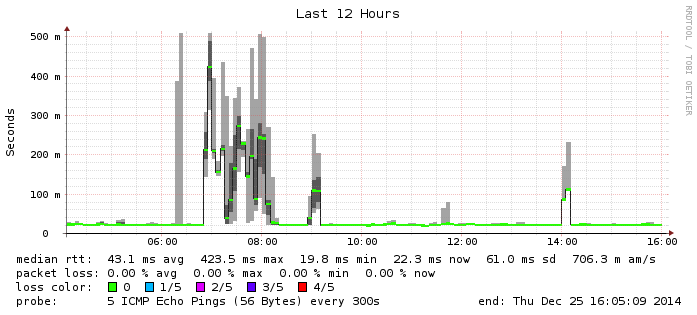 Last 12 Hours
RRDTOOL / TOBI OETIKER
Seconds
500 m
400 m
300 m
200 m
100 m
0
06:00 08:00 10:00 12:00 14:00 16:00
median rtt: 43.1 ms avg 423.5 ms max 19.8 ms min 22.3 ms now 61.0 ms sd 706.3 m am/s
packet loss: 0.00 % avg 0.00 % max 0.00 % min 0.00 % now
loss color: 0 1/5 2/5 3/5 4/5
probe: 5 ICMP Echo Pings (56 Bytes) every 300s end: Thu Dec 25 16:05:09 2014